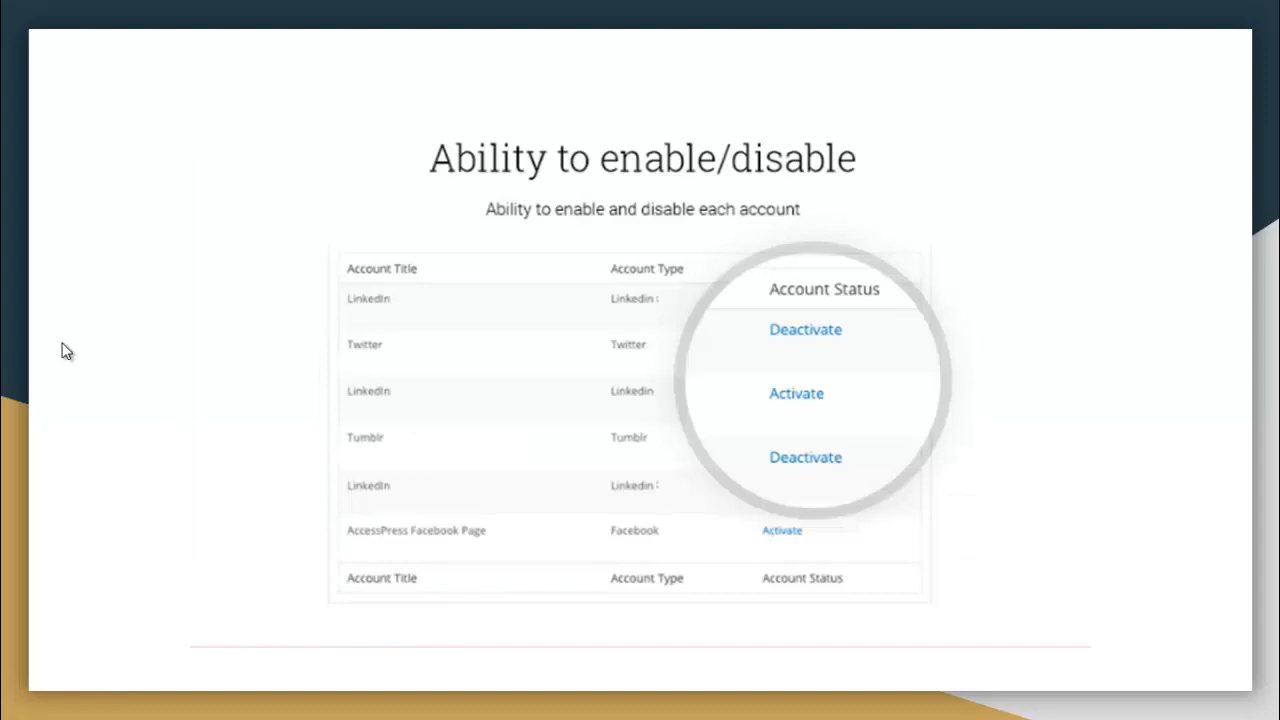 Ability to enable/disable
Ability to enable and disable each account
Account Title Account Type Account Status
LinkedIn Linkedin : Deactivate
Twitter Twitter
LinkedIn Linkedin Activate
Tumblr Tumblr Deactivate
LinkedIn Linkedin :
AccessPress Facebook Page Facebook Activate
Account Title Account Type Account Status